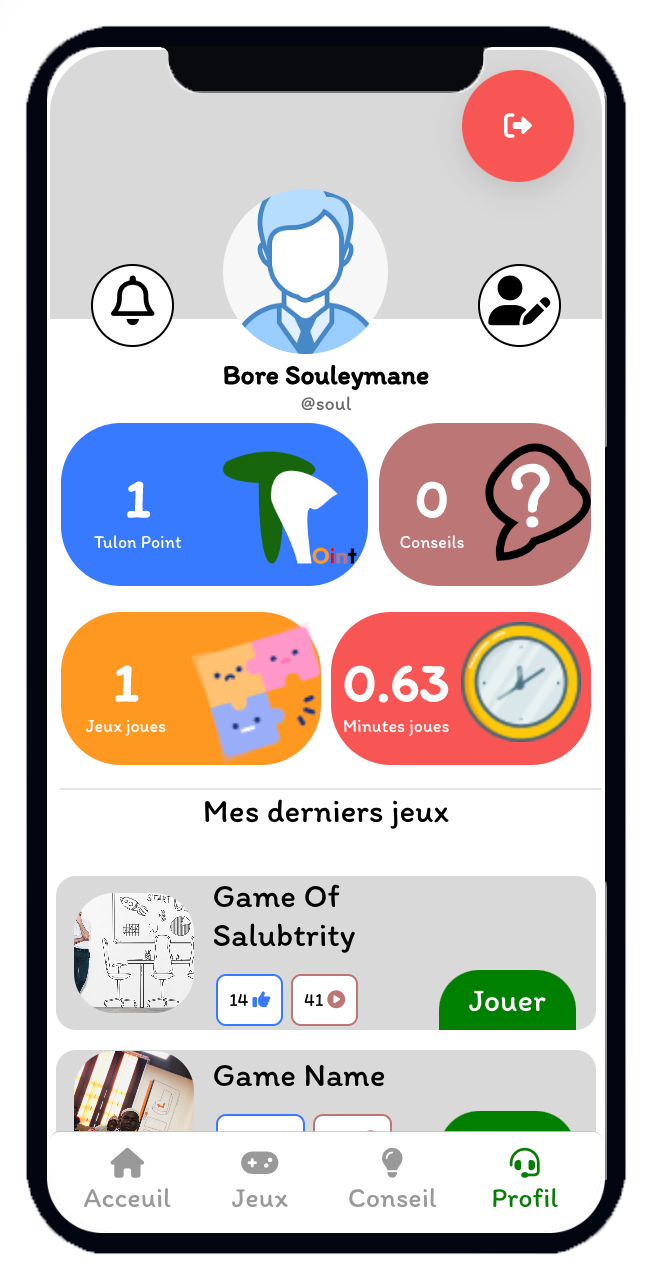 Bore Souleymane
@soul
1
Tulon Point
Oint
0
Conseils
?
1
Jeux joues
0.63
Minutes joues
Mes derniers jeux
START
Game Of
Salubtrity
14
41
Jouer
Game Name
Acceuil
Jeux
Conseil
Profil